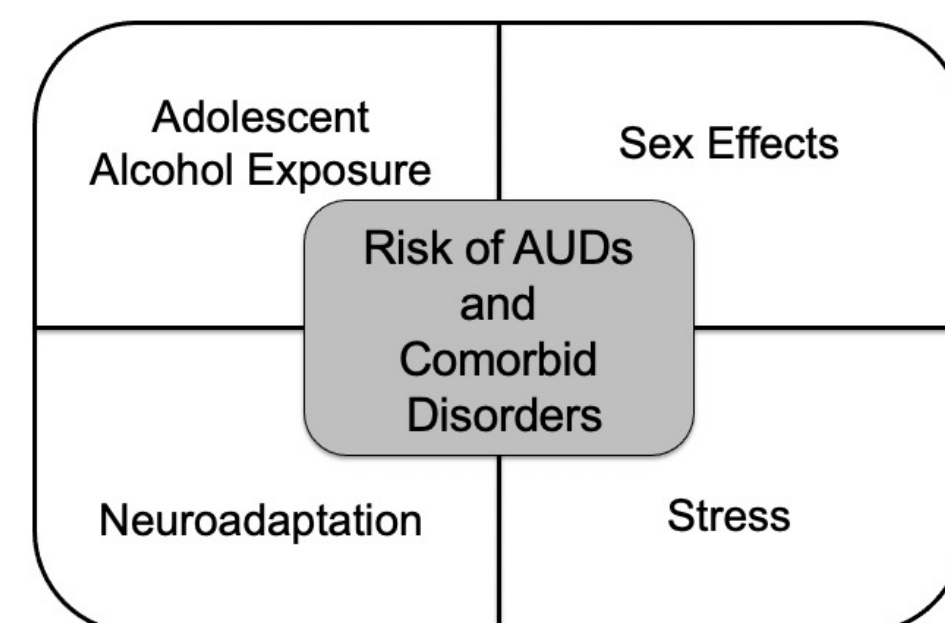 Adolescent
Alcohol Exposure
Sex Effects
Risk of AUDs
and
Comorbid
Disorders
Neuroadaptation
Stress